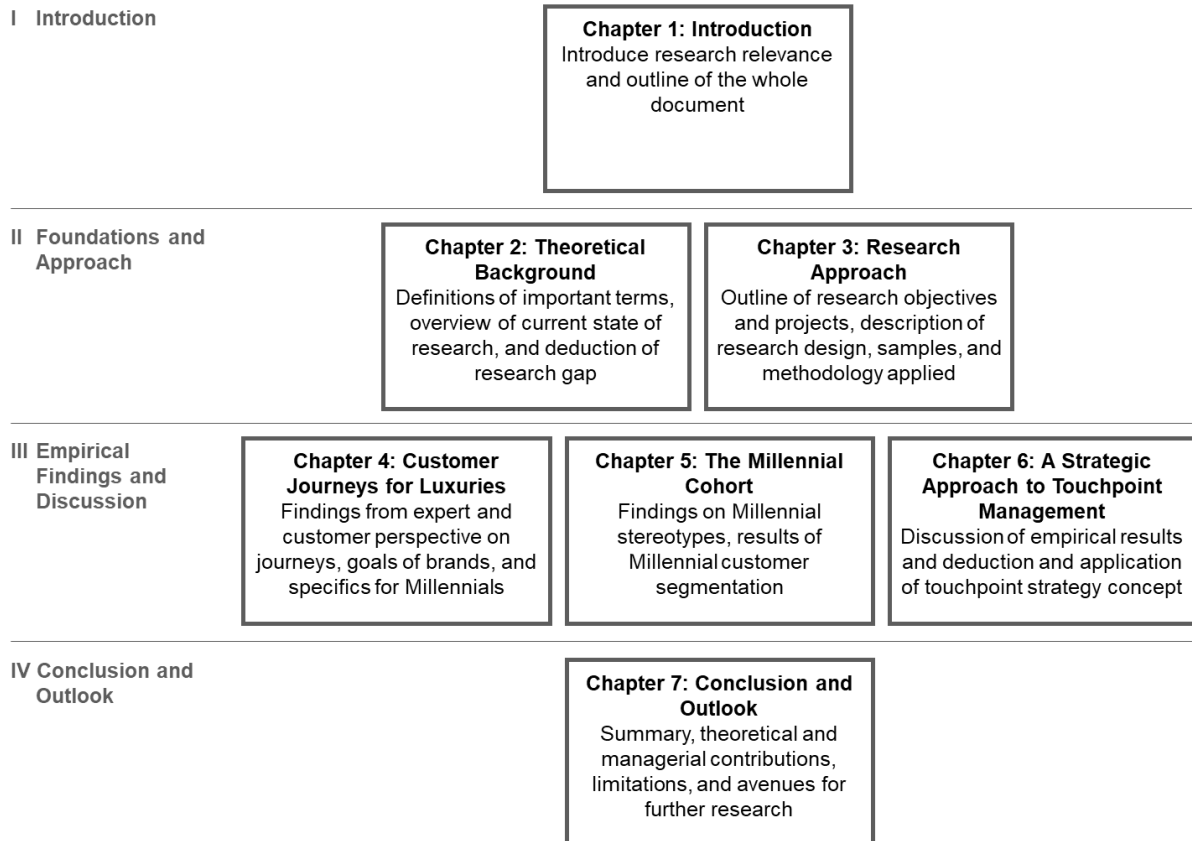 I Introduction
Chapter 1: Introduction
Introduce research relevance
and outline of the whole
document
II Foundations and
Approach
Chapter 2: Theoretical
Background
Definitions of important terms,
overview of current state of
research, and deduction of
research gap
Chapter 3: Research
Approach
Outline of research objectives
and projects, description of
research design, samples, and
methodology applied
III Empirical
Findings and
Discussion
Chapter 4: Customer
Journeys for Luxuries
Findings from expert and
customer perspective on
journeys, goals of brands, and
specifics for Millennials
Chapter 5: The Millennial
Cohort
Findings on Millennial
stereotypes, results of
Millennial customer
segmentation
Chapter 6: A Strategic
Approach to Touchpoint
Management
Discussion of empirical results
and deduction and application
of touchpoint strategy concept
IV Conclusion and
Outlook
Chapter 7: Conclusion and
Outlook
Summary, theoretical and
managerial contributions,
limitations, and avenues for
further research